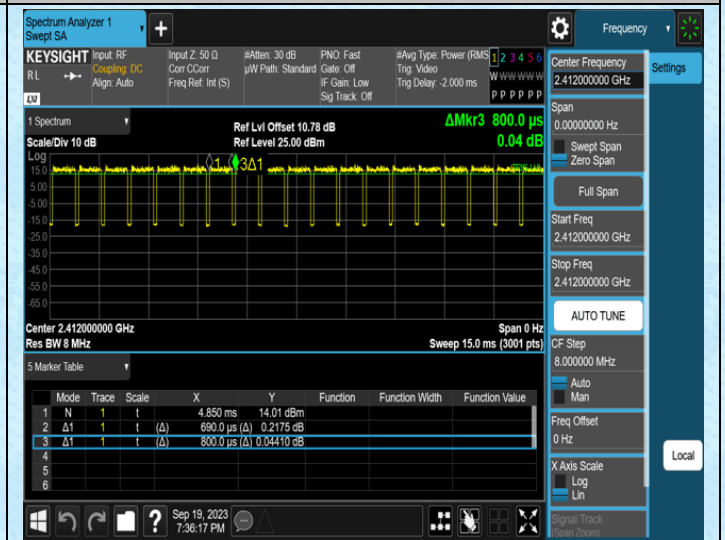 Spectrum Analyzer 1
Swept SA
Frequency
KEYSIGHT
RL
LXI
Input: RF
Coupling: DC
Align: Auto
Input Z: 50 Ω
Corr CCorr
Freq Ref: Int (S)
#Atten: 30 dB
µW Path: Standard
PNO: Fast
Gate: Off
IF Gain: Low
Sig Track: Off
#Avg Type: Power (RMS
Trig: Video
Trig Delay: -2.000 ms
1 2 3 4 5 6
W W W W W W
P P P P P P
1 Spectrum
Scale/Div 10 dB
Log
Ref Lvl Offset 10.78 dB
Ref Level 25.00 dBm
ΔMkr3 800.0 µs
0.04 dB
15.0
5.00
-5.00
-15.0
-25.0
-35.0
-45.0
-55.0
-65.0
3Δ1
Center 2.412000000 GHz
Res BW 8 MHz
Span 0 Hz
Sweep 15.0 ms (3001 pts)
5 Marker Table
Mode Trace Scale X Y Function Function Width Function Value
1 N 1 t 4.850 ms 14.01 dBm
2 Δ1 1 t (Δ) 690.0 µs (Δ) 0.2175 dB
3 Δ1 1 t (Δ) 800.0 µs (Δ) 0.04410 dB
4
5
6
Sep 19, 2023
7:36:17 PM
Center Frequency
2.412000000 GHz
Span
0.00000000 Hz
Swept Span
Zero Span
Full Span
Start Freq
2.412000000 GHz
Stop Freq
2.412000000 GHz
AUTO TUNE
CF Step
8.000000 MHz
Auto
Man
Freq Offset
0 Hz
X Axis Scale
Log
Lin
Signal Track
(Span Zoom)
Settings
Local